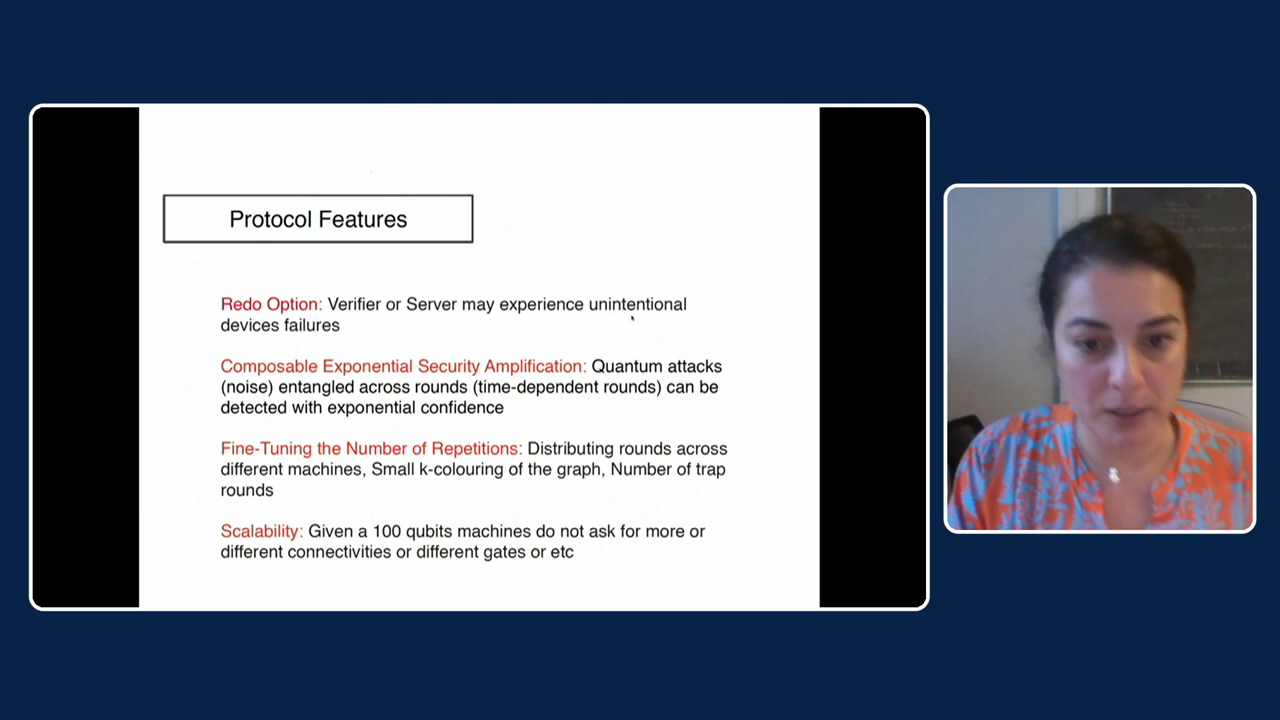 Protocol Features
Redo Option: Verifier or Server may experience unintentional
devices failures
Composable Exponential Security Amplification: Quantum attacks
(noise) entangled across rounds (time-dependent rounds) can be
detected with exponential confidence
Fine-Tuning the Number of Repetitions: Distributing rounds across
different machines, Small k-colouring of the graph, Number of trap
rounds
Scalability: Given a 100 qubits machines do not ask for more or
different connectivities or different gates or etc